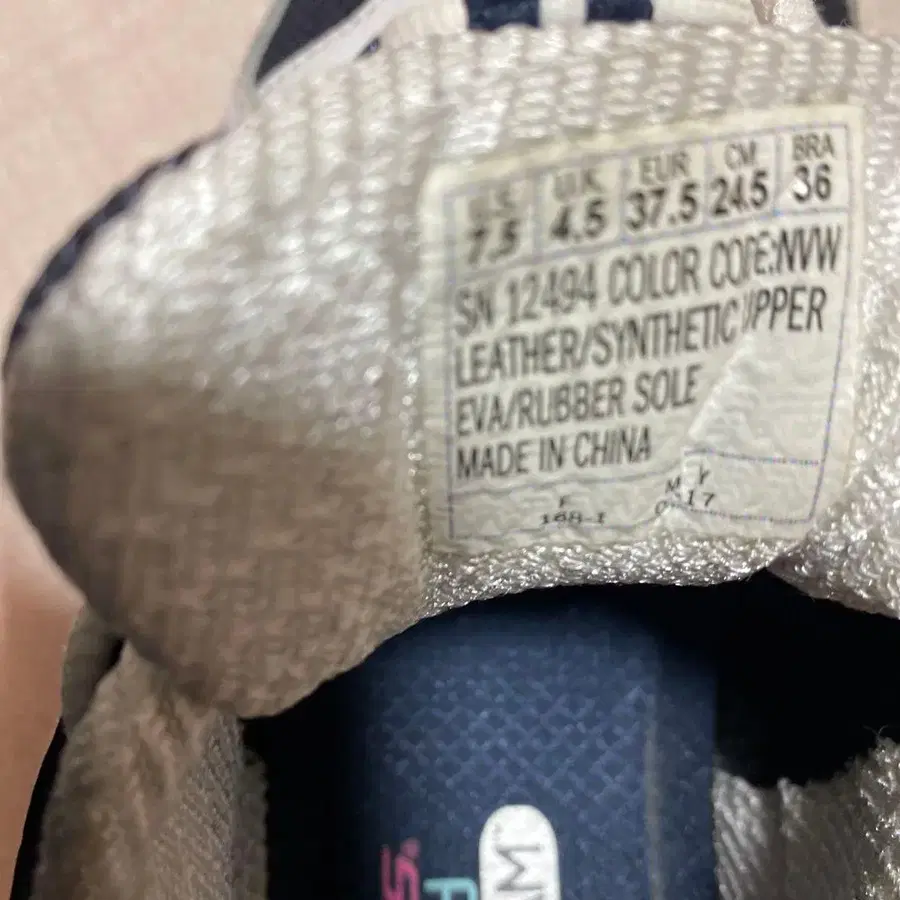 U.S. U.K. EUR CM BRA
7.5 4.5 37.5 24.5 36
SN 12494 COLOR CODE:NVW
LEATHER/SYNTHETIC UPPER
EVA/RUBBER SOLE
MADE IN CHINA
F M Y
S
M